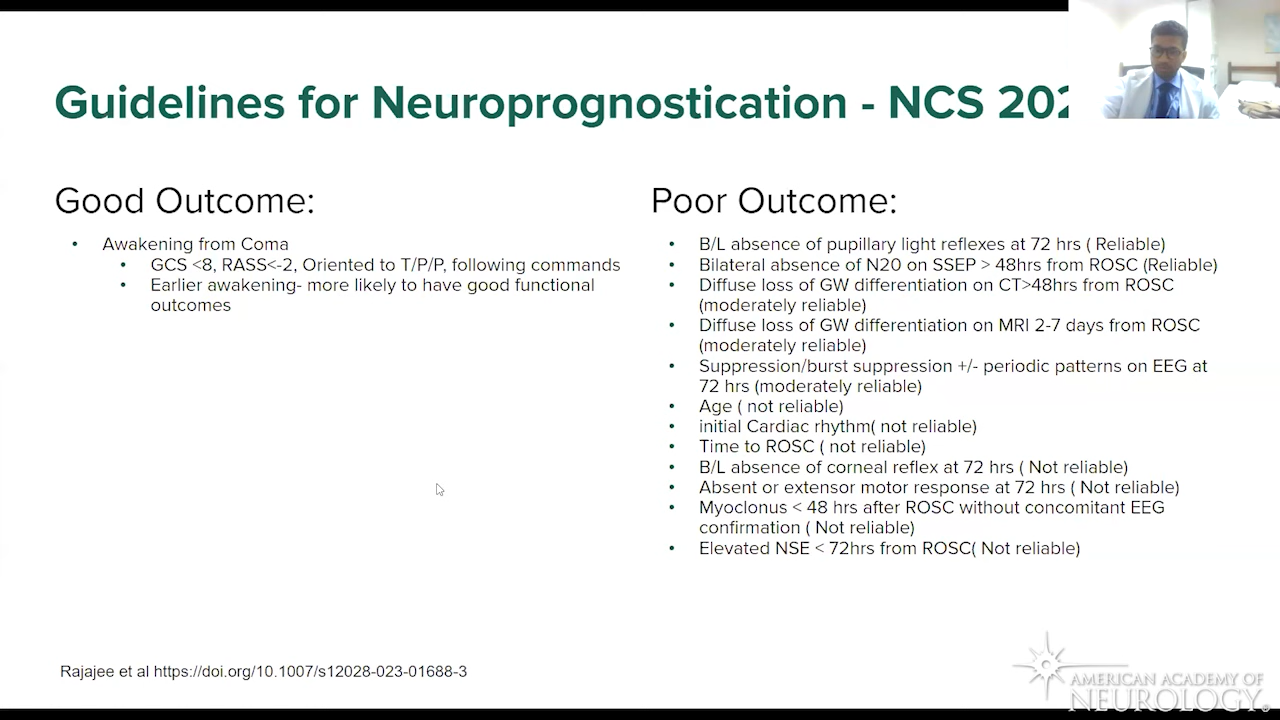 Guidelines for Neuroprognostication - NCS 202
Good Outcome:
• Awakening from Coma
• GCS <8, RASS<-2, Oriented to T/P/P, following commands
• Earlier awakening- more likely to have good functional
outcomes
Poor Outcome:
• B/L absence of pupillary light reflexes at 72 hrs ( Reliable)
• Bilateral absence of N20 on SSEP > 48hrs from ROSC (Reliable)
• Diffuse loss of GW differentiation on CT>48hrs from ROSC
(moderately reliable)
• Diffuse loss of GW differentiation on MRI 2-7 days from ROSC
(moderately reliable)
• Suppression/burst suppression +/- periodic patterns on EEG at
72 hrs (moderately reliable)
• Age ( not reliable)
• initial Cardiac rhythm( not reliable)
• Time to ROSC ( not reliable)
• B/L absence of corneal reflex at 72 hrs ( Not reliable)
• Absent or extensor motor response at 72 hrs ( Not reliable)
• Myoclonus < 48 hrs after ROSC without concomitant EEG
confirmation ( Not reliable)
• Elevated NSE < 72hrs from ROSC( Not reliable)
Rajajee et al https://doi.org/10.1007/s12028-023-01688-3
AMERICAN ACADEMY OF
NEUROLOGY®